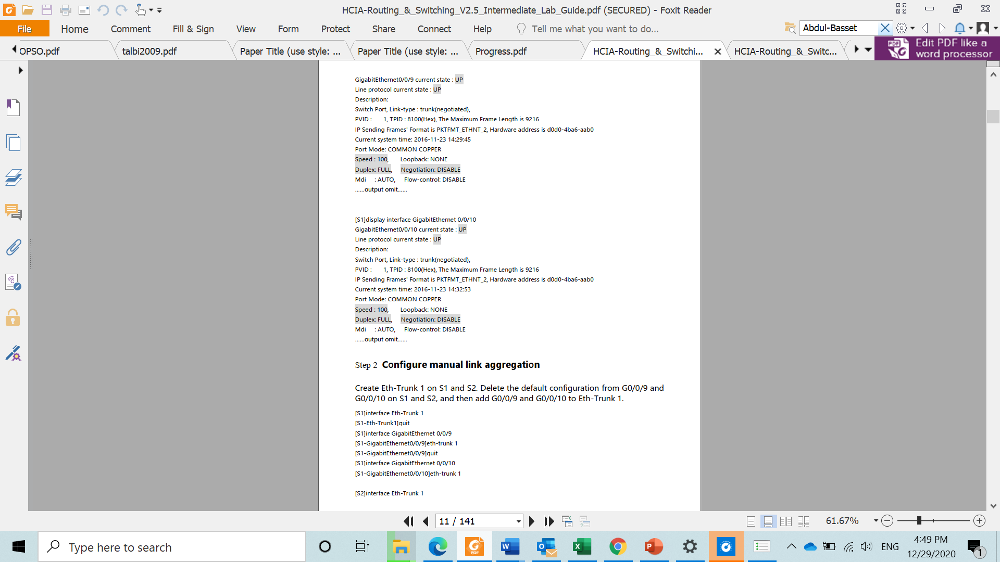 HCIA-Routing_&_Switching_V2.5_Intermediate_Lab_Guide.pdf (SECURED) - Foxit Reader
File Home Comment Fill & Sign View Form Protect Share Connect Help Tell me what you want to do... Abdul-Basset
OPSO.pdf talbi2009.pdf Paper Title (use style: ... Paper Title (use style: ... Progress.pdf HCIA-Routing_&_Switchi... HCIA-Routing_&_Switc...
Edit PDF like a
word processor
GigabitEthernet0/0/9 current state : UP
Line protocol current state : UP
Description:
Switch Port, Link-type : trunk(negotiated),
PVID : 1, TPID : 8100(Hex), The Maximum Frame Length is 9216
IP Sending Frames' Format is PKTFMT_ETHNT_2, Hardware address is d0d0-4ba6-aab0
Current system time: 2016-11-23 14:29:45
Port Mode: COMMON COPPER
Speed : 100, Loopback: NONE
Duplex: FULL, Negotiation: DISABLE
Mdi : AUTO, Flow-control: DISABLE
......output omit......
[S1]display interface GigabitEthernet 0/0/10
GigabitEthernet0/0/10 current state : UP
Line protocol current state : UP
Description:
Switch Port, Link-type : trunk(negotiated),
PVID : 1, TPID : 8100(Hex), The Maximum Frame Length is 9216
IP Sending Frames' Format is PKTFMT_ETHNT_2, Hardware address is d0d0-4ba6-aab0
Current system time: 2016-11-23 14:32:53
Port Mode: COMMON COPPER
Speed : 100, Loopback: NONE
Duplex: FULL, Negotiation: DISABLE
Mdi : AUTO, Flow-control: DISABLE
......output omit......
Step 2 Configure manual link aggregation
Create Eth-Trunk 1 on S1 and S2. Delete the default configuration from G0/0/9 and
G0/0/10 on S1 and S2, and then add G0/0/9 and G0/0/10 to Eth-Trunk 1.
[S1]interface Eth-Trunk 1
[S1-Eth-Trunk1]quit
[S1]interface GigabitEthernet 0/0/9
[S1-GigabitEthernet0/0/9]eth-trunk 1
[S1-GigabitEthernet0/0/9]quit
[S1]interface GigabitEthernet 0/0/10
[S1-GigabitEthernet0/0/10]eth-trunk 1
[S2]interface Eth-Trunk 1
11 / 141
61.67%
Type here to search
ENG
4:49 PM
12/29/2020
1